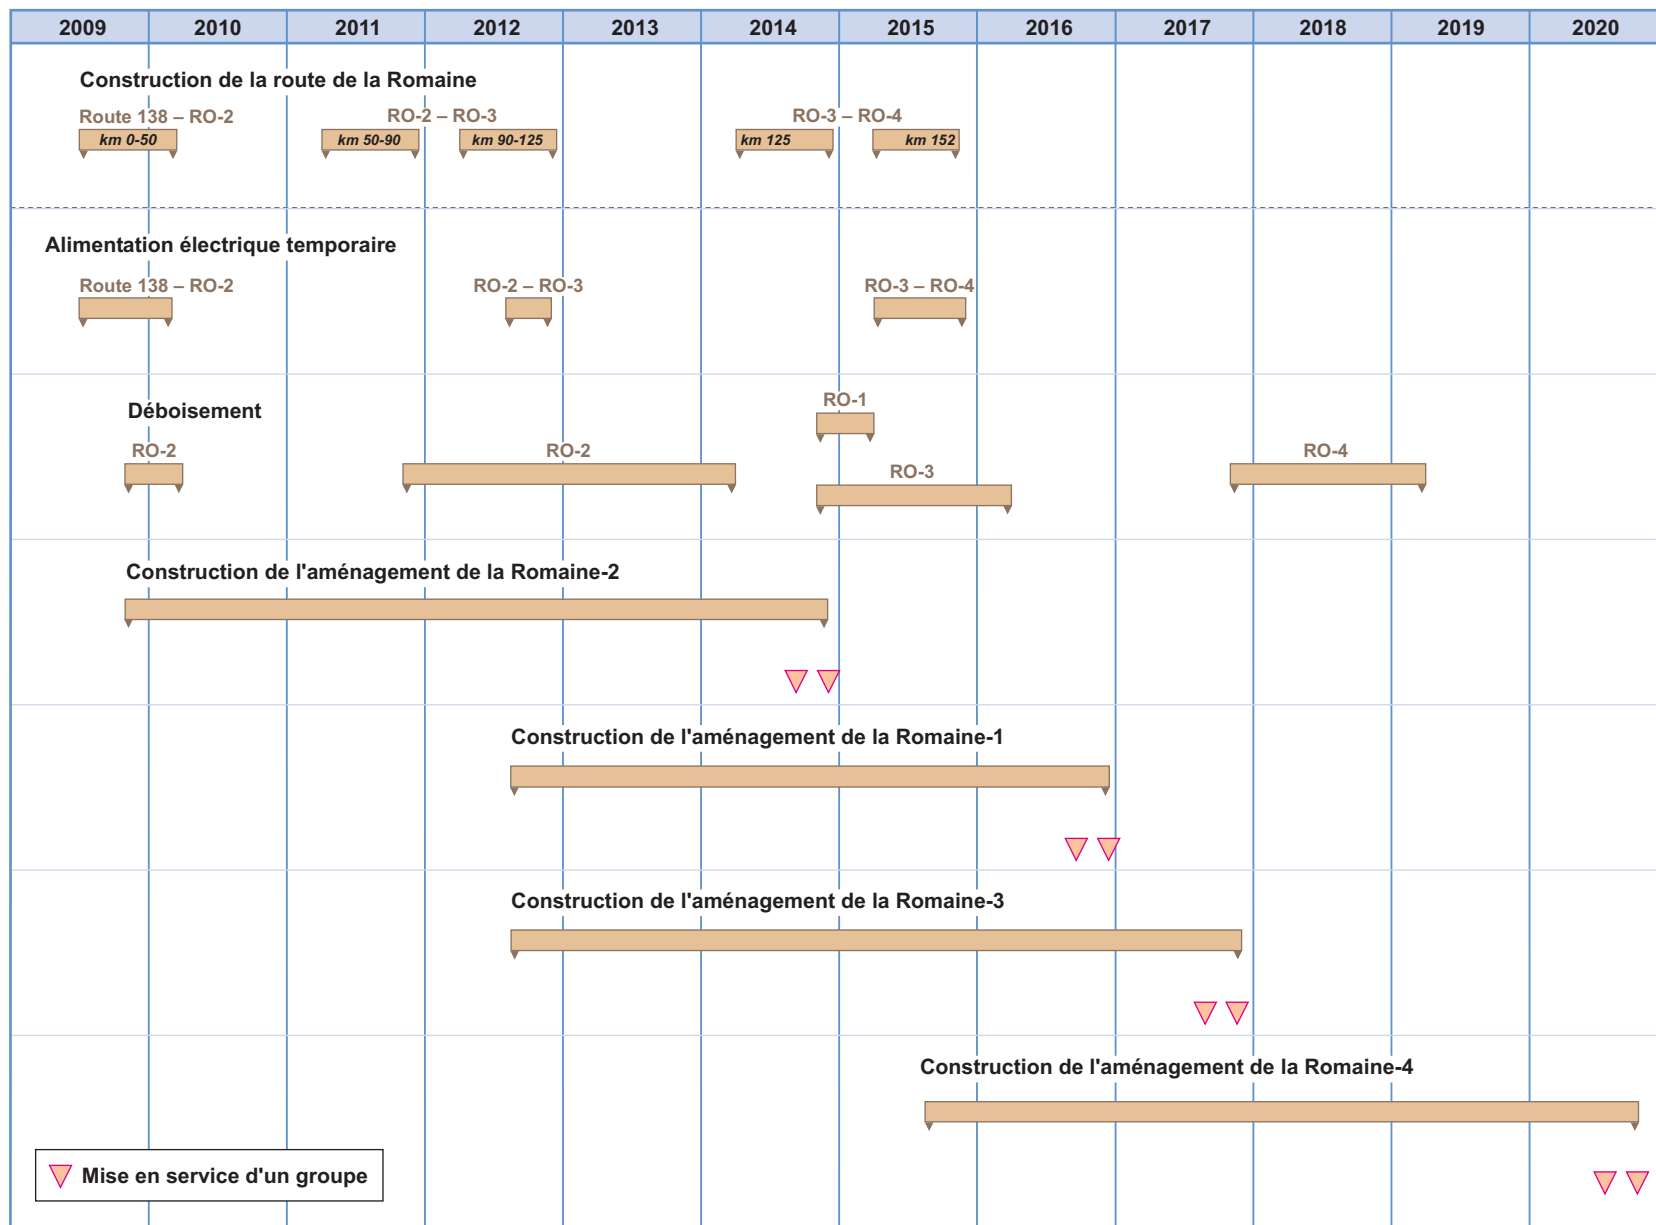 2009 2010 2011 2012 2013 2014 2015 2016 2017 2018 2019 2020
Construction de la route de la Romaine
Route 138 – RO-2 RO-2 – RO-3 RO-3 – RO-4
km 0-50 km 50-90 km 90-125 km 125 km 152
Alimentation électrique temporaire
Route 138 – RO-2 RO-2 – RO-3 RO-3 – RO-4
Déboisement
RO-1
RO-2 RO-2 RO-4
RO-3
Construction de l'aménagement de la Romaine-2
Construction de l'aménagement de la Romaine-1
Construction de l'aménagement de la Romaine-3
Construction de l'aménagement de la Romaine-4
Mise en service d'un groupe